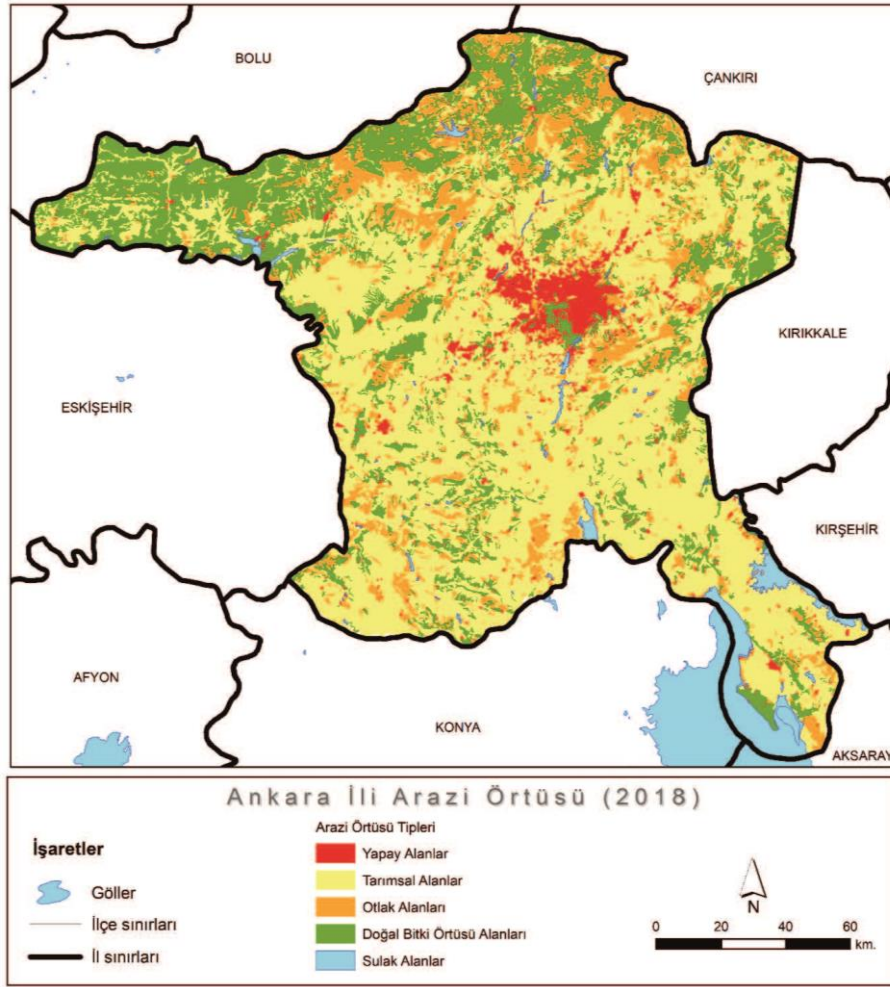 BOLU
ÇANKIRI
KIRIKKALE
ESKİŞEHİR
KIRŞEHİR
AFYON
KONYA
AKSARAY
Ankara İli Arazi Örtüsü (2018)
İşaretler
Göller
İlçe sınırları
İl sınırları
Arazi Örtüsü Tipleri
Yapay Alanlar
Tarımsal Alanlar
Otlak Alanları
Doğal Bitki Örtüsü Alanları
Sulak Alanlar
N
0 20 40 60
km.